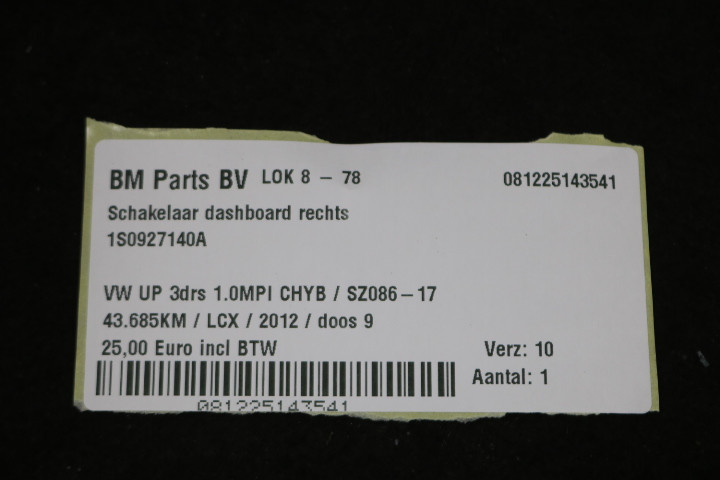 BM Parts BV LOK 8 – 78 081225143541
Schakelaar dashboard rechts
1S0927140A
VW UP 3drs 1.0MPI CHYB / SZ086–17
43.685KM / LCX / 2012 / doos 9
25,00 Euro incl BTW Verz: 10
Aantal: 1
081225143541